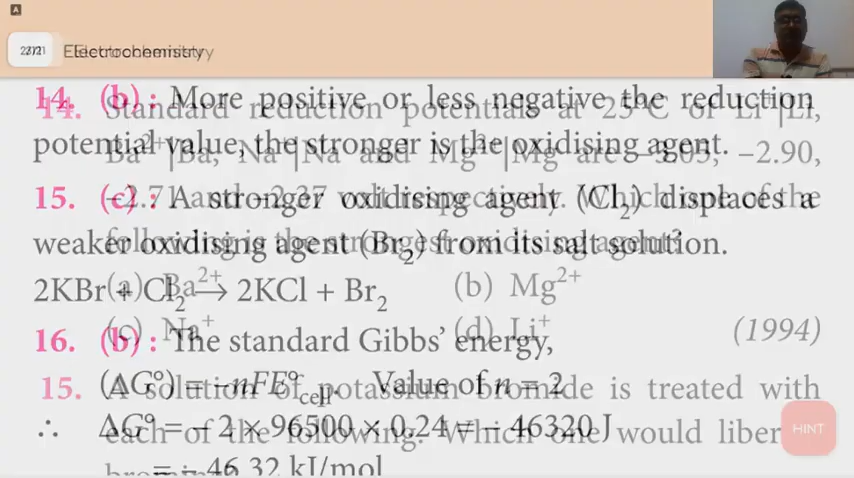 Electrochemistry
14. (b) : More positive or less negative the reduction
potential value, the stronger is the oxidising agent.
15. (c) : A stronger oxidising agent (Cl₂) displaces a
weaker oxidising agent (Br₂) from its salt solution.
2KBr + Cl₂ → 2KCl + Br₂
16. (b) : The standard Gibbs' energy,
(ΔG°) = –nFE°cell. Value of n = 2
∴ ΔG° = – 2 × 96500 × 0.24 = – 46320 J
= – 46.32 kJ/mol
14. Standard reduction potentials at 25°C of Li⁺|Li,
Ba²⁺|Ba, Na⁺|Na and Mg²⁺|Mg are –3.05, –2.90,
–2.71 and –2.37 volt respectively. Which one of the
following is the strongest oxidising agent?
(a) Ba²⁺ (b) Mg²⁺
(c) Na⁺ (d) Li⁺ (1994)
15. A solution of potassium bromide is treated with
each of the following. Which one would liber
HINT